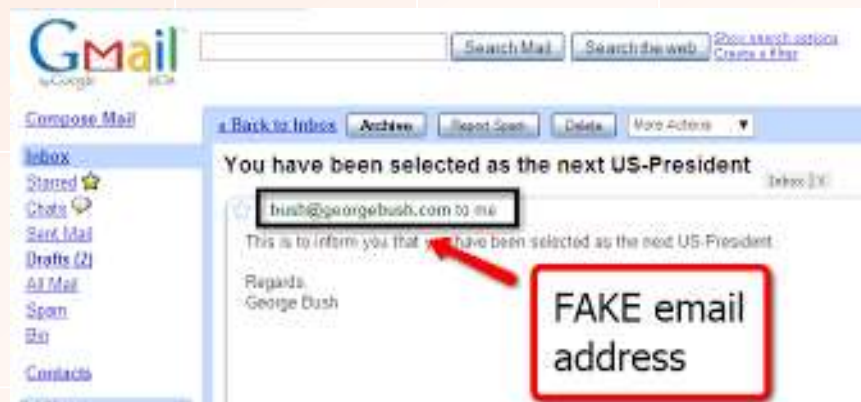 GMail
by Google BETA
Search Mail Search the web Show search options
Create a filter
Compose Mail
« Back to Inbox Archive Report Spam Delete More Actions
Inbox
Starred
Chats
Sent Mail
Drafts (2)
All Mail
Spam
Bin
Contacts
You have been selected as the next US-President
Inbox X
bush@georgebush.com to me
This is to inform you that you have been selected as the next US-President
Regards
George Bush
FAKE email
address